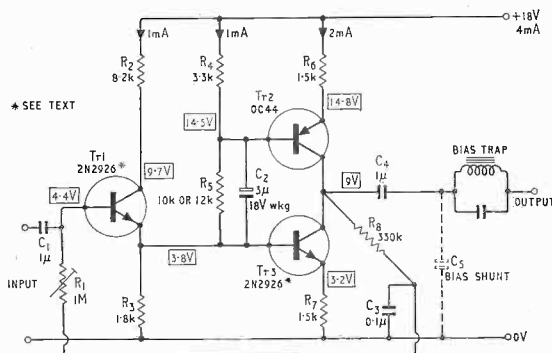 +18V
4mA
1mA
1mA
2mA
R2
8·2k
R4
3·3k
R6
1·5k
* SEE TEXT
Tr1
2N2926*
Tr2
OC44
14·5V
14·8V
9·7V
4·4V
C1
1μ
INPUT
R1
1M
R5
10k OR 12k
C2
3μ
18V wkg
9V
C4
1μ
BIAS TRAP
OUTPUT
3·8V
R8
330k
Tr3
2N2926*
3·2V
R3
1·8k
R7
1·5k
C3
0·1μ
C5
BIAS SHUNT
0V